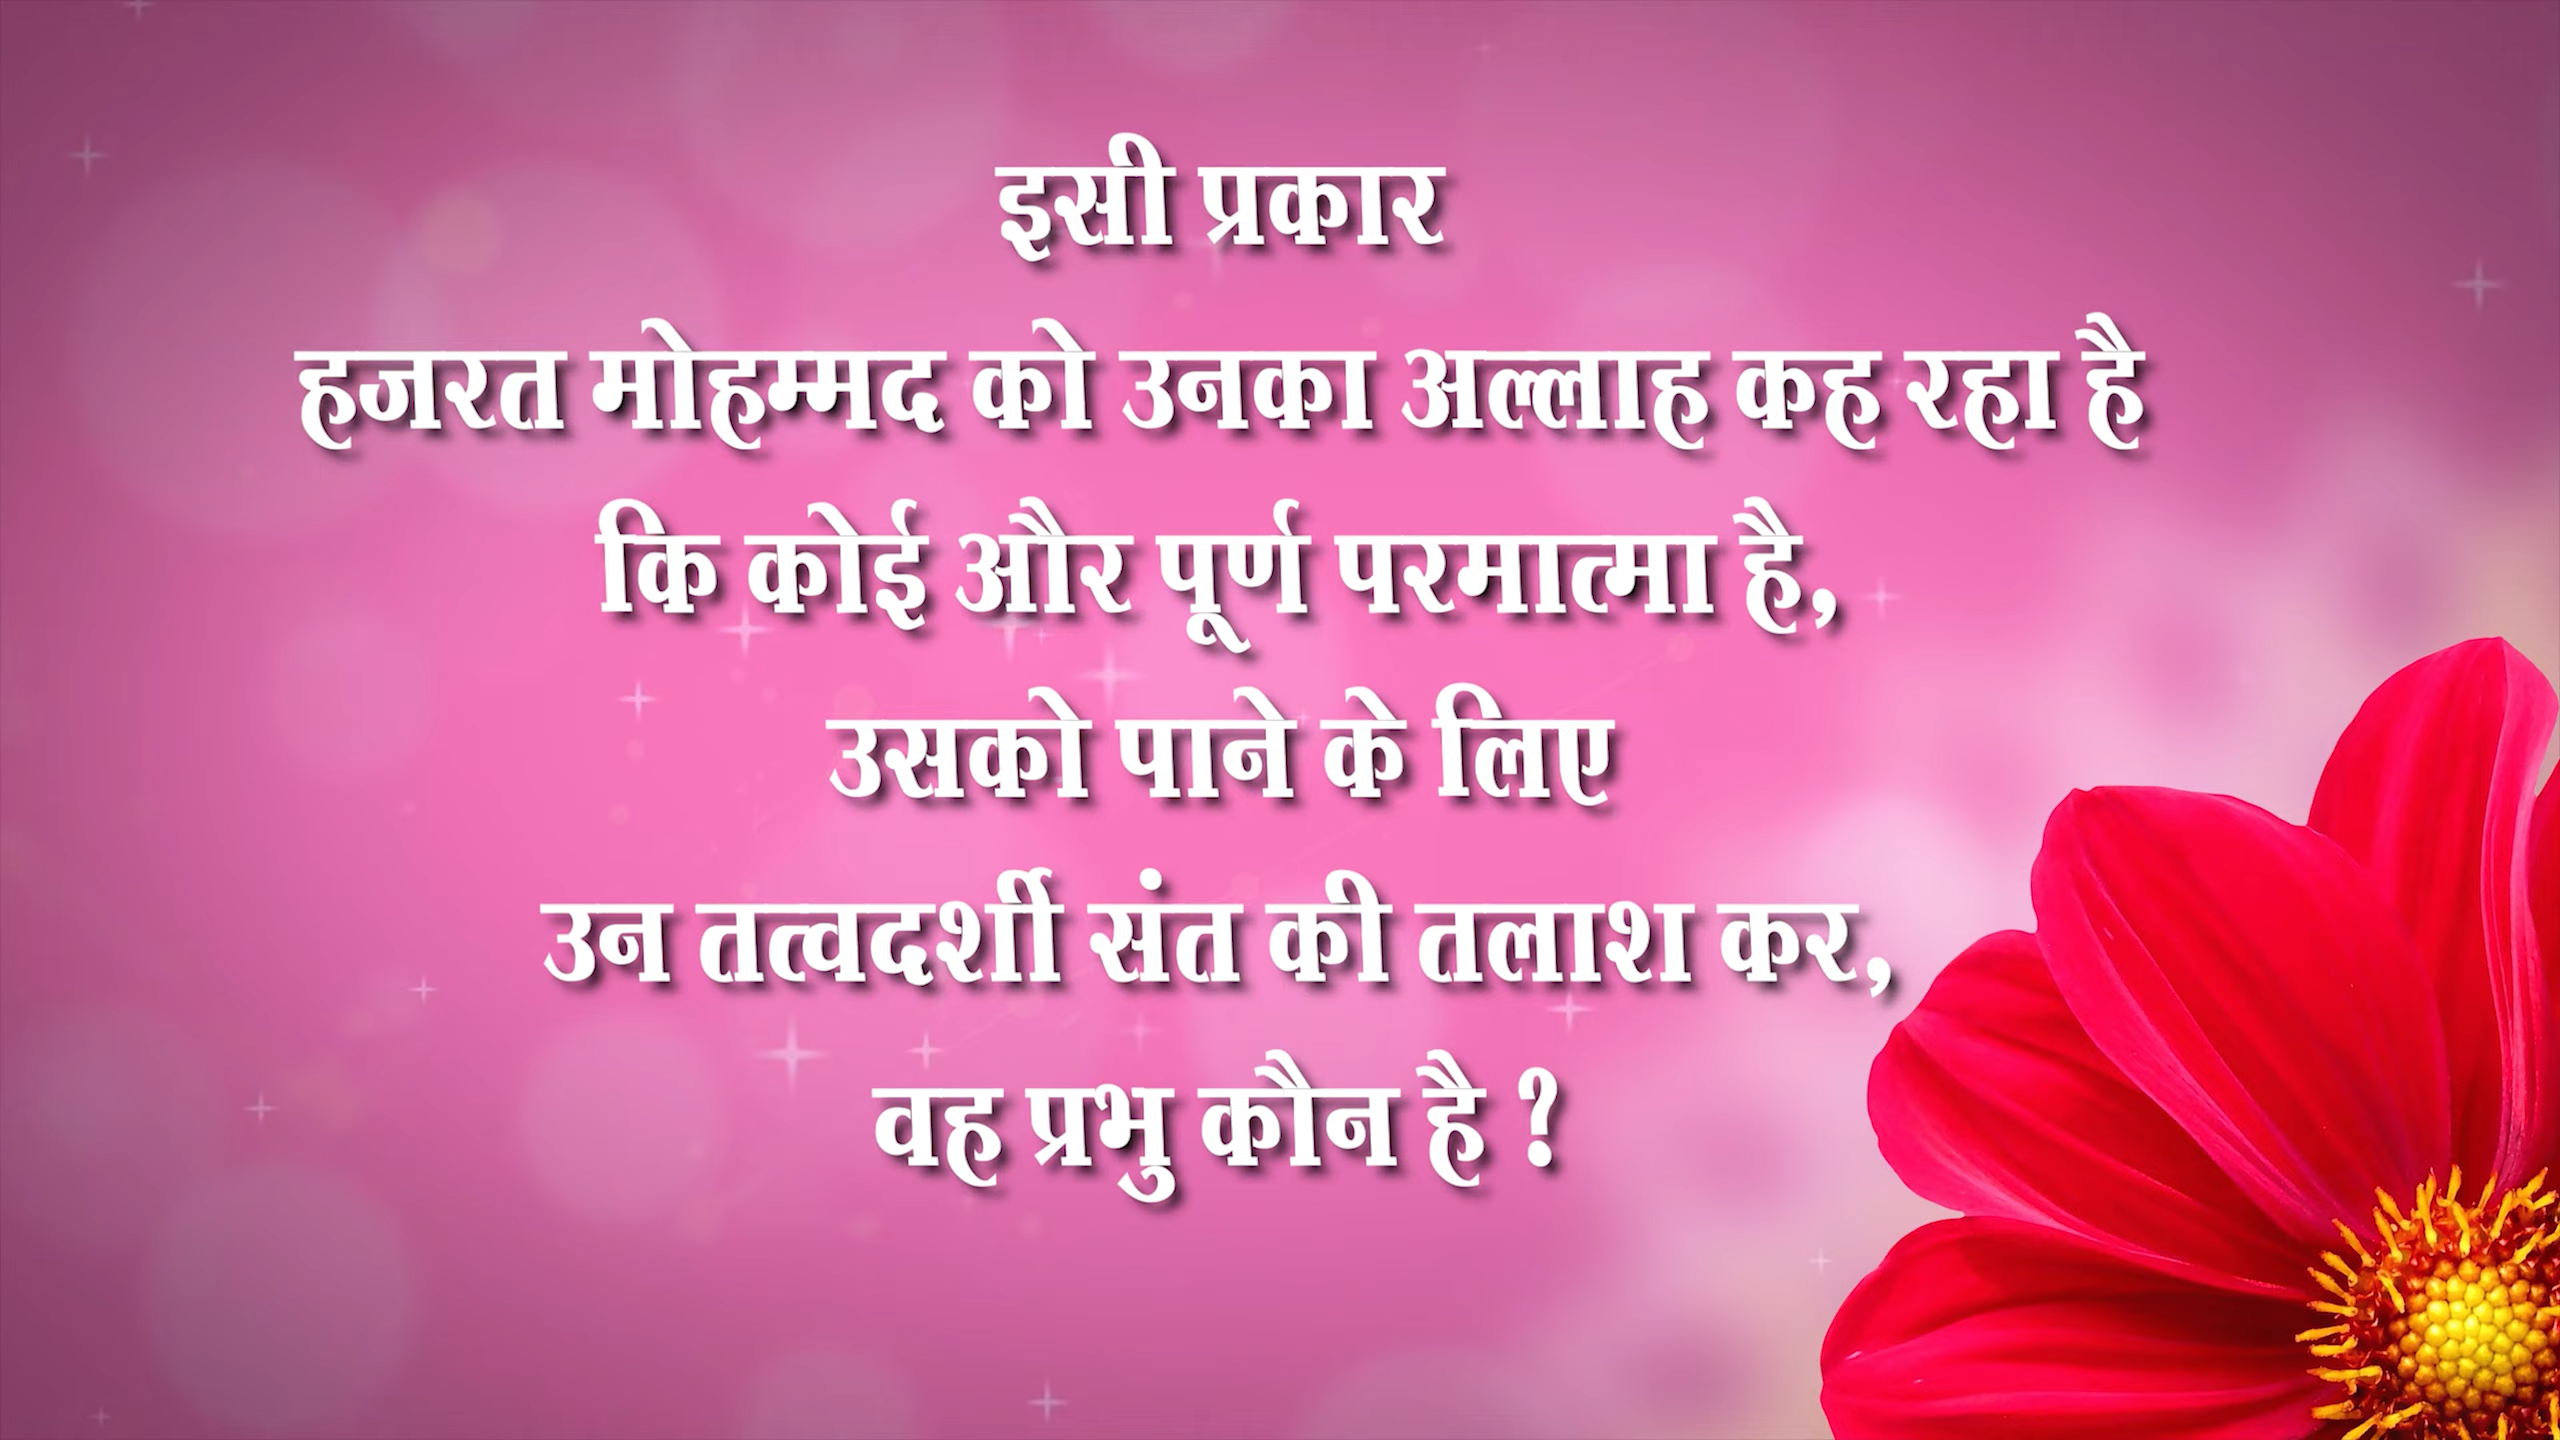 इसी प्रकार
हजरत मोहम्मद को उनका अल्लाह कह रहा है
कि कोई और पूर्ण परमात्मा है,
उसको पाने के लिए
उन तत्वदर्शी संत की तलाश कर,
वह प्रभु कौन है ?